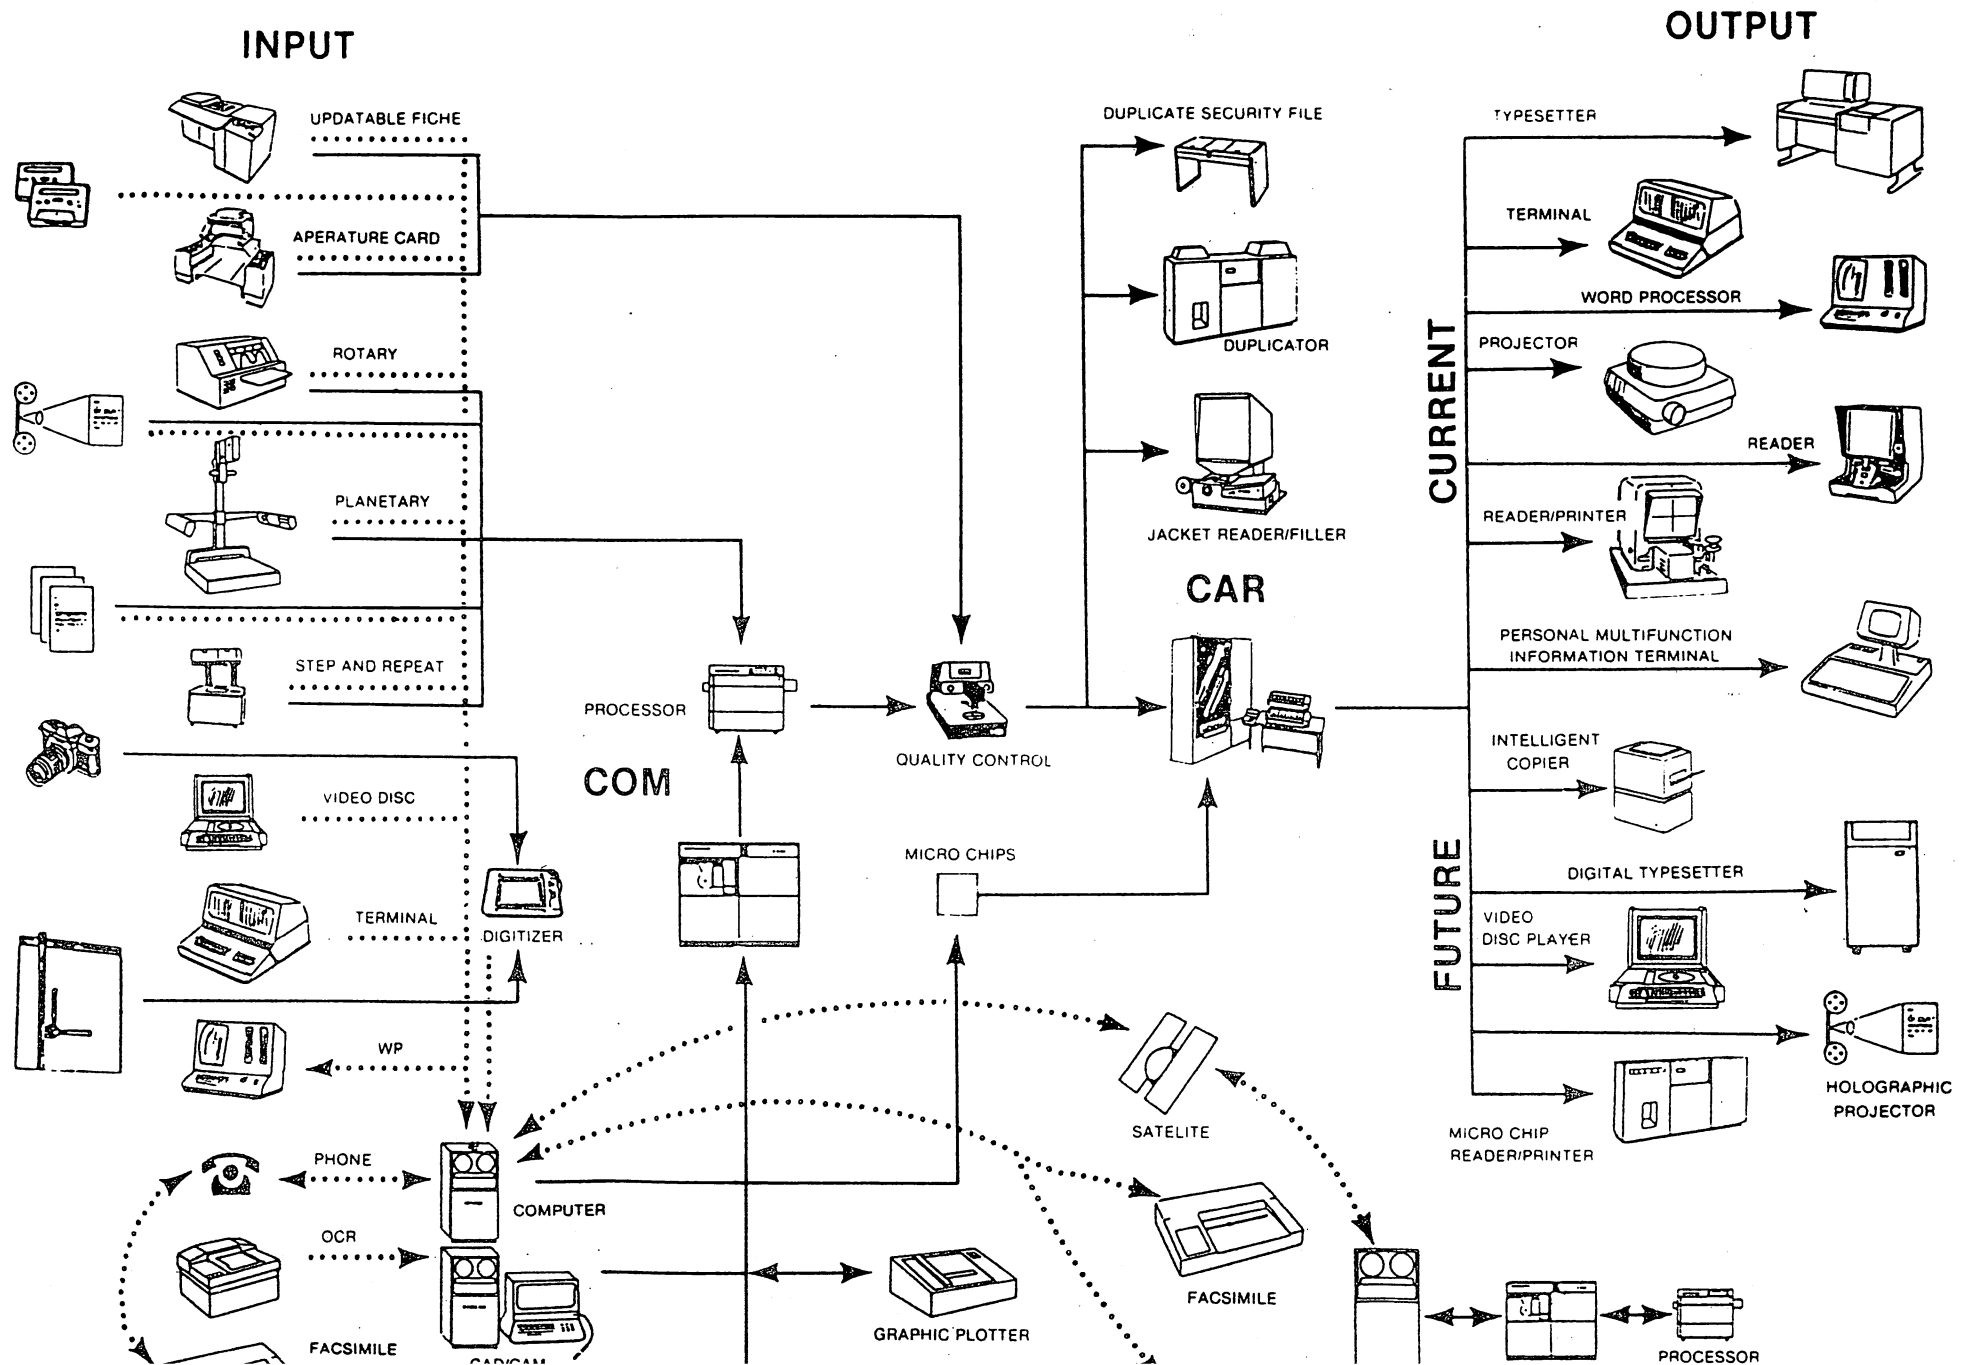 INPUT
OUTPUT
UPDATABLE FICHE
APERATURE CARD
ROTARY
PLANETARY
STEP AND REPEAT
VIDEO DISC
TERMINAL
DIGITIZER
WP
PHONE
COMPUTER
OCR
FACSIMILE
CAD/CAM
PROCESSOR
COM
QUALITY CONTROL
MICRO CHIPS
GRAPHIC PLOTTER
DUPLICATE SECURITY FILE
DUPLICATOR
JACKET READER/FILLER
CAR
SATELITE
FACSIMILE
PROCESSOR
CURRENT
TYPESETTER
TERMINAL
WORD PROCESSOR
PROJECTOR
READER
READER/PRINTER
PERSONAL MULTIFUNCTION
INFORMATION TERMINAL
FUTURE
INTELLIGENT
COPIER
DIGITAL TYPESETTER
VIDEO
DISC PLAYER
HOLOGRAPHIC
PROJECTOR
MICRO CHIP
READER/PRINTER